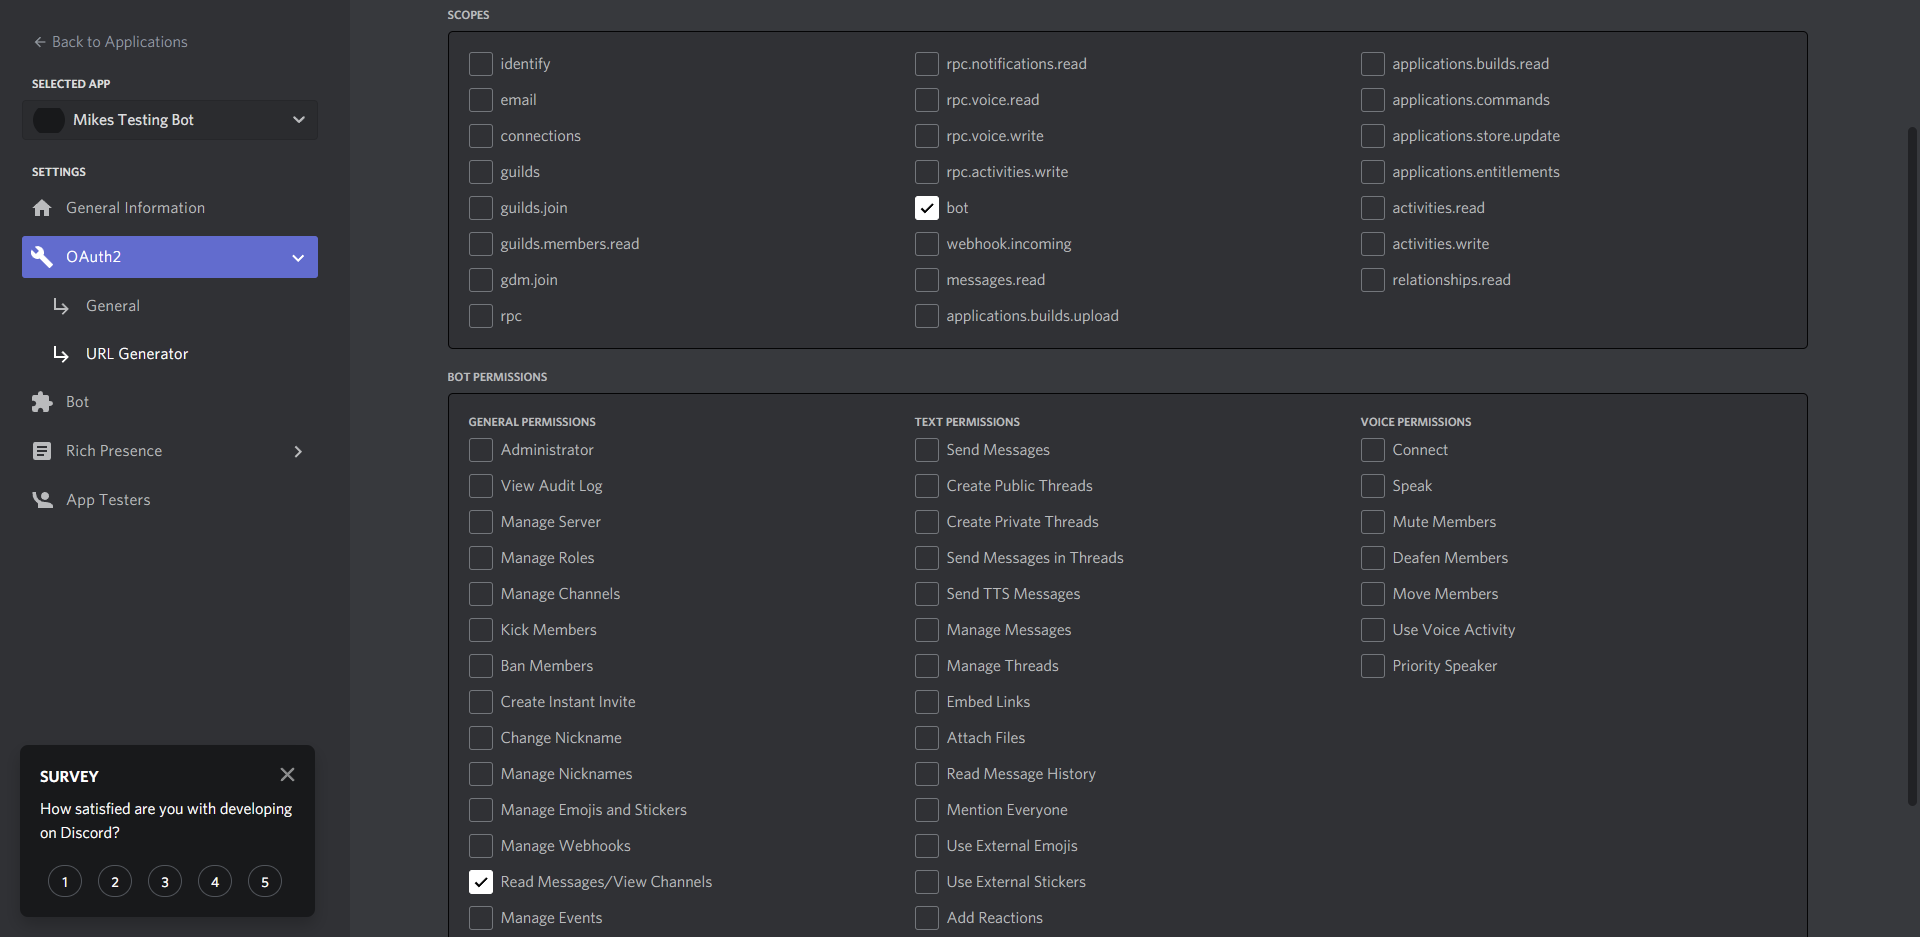 Back to Applications
SELECTED APP
Mikes Testing Bot
SETTINGS
General Information
OAuth2
General
URL Generator
Bot
Rich Presence
App Testers
SURVEY
How satisfied are you with developing
on Discord?
1 2 3 4 5
SCOPES
identify
email
connections
guilds
guilds.join
guilds.members.read
gdm.join
rpc
rpc.notifications.read
rpc.voice.read
rpc.voice.write
rpc.activities.write
bot
webhook.incoming
messages.read
applications.builds.upload
applications.builds.read
applications.commands
applications.store.update
applications.entitlements
activities.read
activities.write
relationships.read
BOT PERMISSIONS
GENERAL PERMISSIONS
Administrator
View Audit Log
Manage Server
Manage Roles
Manage Channels
Kick Members
Ban Members
Create Instant Invite
Change Nickname
Manage Nicknames
Manage Emojis and Stickers
Manage Webhooks
Read Messages/View Channels
Manage Events
TEXT PERMISSIONS
Send Messages
Create Public Threads
Create Private Threads
Send Messages in Threads
Send TTS Messages
Manage Messages
Manage Threads
Embed Links
Attach Files
Read Message History
Mention Everyone
Use External Emojis
Use External Stickers
Add Reactions
VOICE PERMISSIONS
Connect
Speak
Mute Members
Deafen Members
Move Members
Use Voice Activity
Priority Speaker